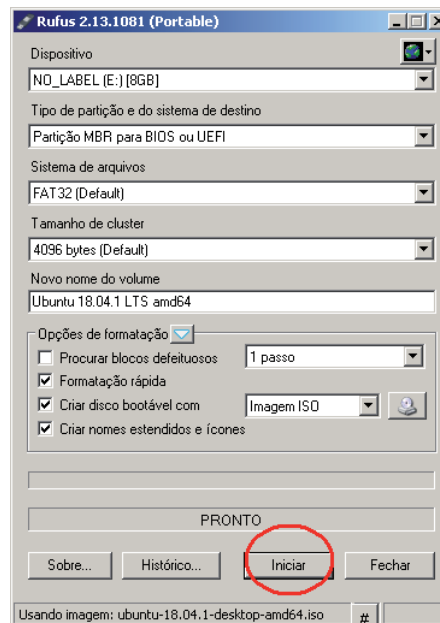 Rufus 2.13.1081 (Portable)
Dispositivo
NO_LABEL (E:) [8GB]
Tipo de partição e do sistema de destino
Partição MBR para BIOS ou UEFI
Sistema de arquivos
FAT32 (Default)
Tamanho de cluster
4096 bytes (Default)
Novo nome do volume
Ubuntu 18.04.1 LTS amd64
Opções de formatação
Procurar blocos defeituosos 1 passo
Formatação rápida
Criar disco bootável com Imagem ISO
Criar nomes estendidos e ícones
PRONTO
Sobre... Histórico... Iniciar Fechar
Usando imagem: ubuntu-18.04.1-desktop-amd64.iso #